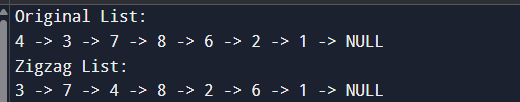 Original List:
4 -> 3 -> 7 -> 8 -> 6 -> 2 -> 1 -> NULL
Zigzag List:
3 -> 7 -> 4 -> 8 -> 2 -> 6 -> 1 -> NULL